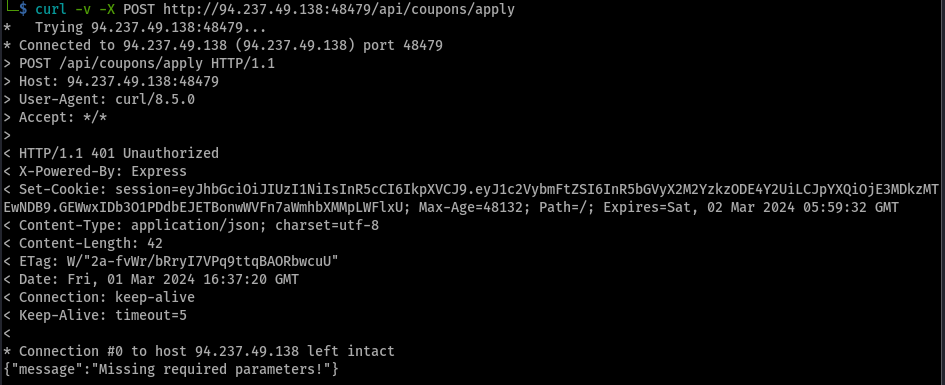 └─$ curl -v -X POST http://94.237.49.138:48479/api/coupons/apply
*   Trying 94.237.49.138:48479...
* Connected to 94.237.49.138 (94.237.49.138) port 48479
> POST /api/coupons/apply HTTP/1.1
> Host: 94.237.49.138:48479
> User-Agent: curl/8.5.0
> Accept: */*
>
< HTTP/1.1 401 Unauthorized
< X-Powered-By: Express
< Set-Cookie: session=eyJhbGciOiJIUzI1NiIsInR5cCI6IkpXVCJ9.eyJ1c2VybmFtZSI6InR5bGVyX2M2YzkzODE4Y2UiLCJpYXQiOjE3MDkzMT
EwNDB9.GEWwxIDb3O1PDdbEJETBonwWVFn7aWmhbXMMpLWFlxU; Max-Age=48132; Path=/; Expires=Sat, 02 Mar 2024 05:59:32 GMT
< Content-Type: application/json; charset=utf-8
< Content-Length: 42
< ETag: W/"2a-fvWr/bRryI7VPq9ttqBAORbwcuU"
< Date: Fri, 01 Mar 2024 16:37:20 GMT
< Connection: keep-alive
< Keep-Alive: timeout=5
<
* Connection #0 to host 94.237.49.138 left intact
{"message":"Missing required parameters!"}